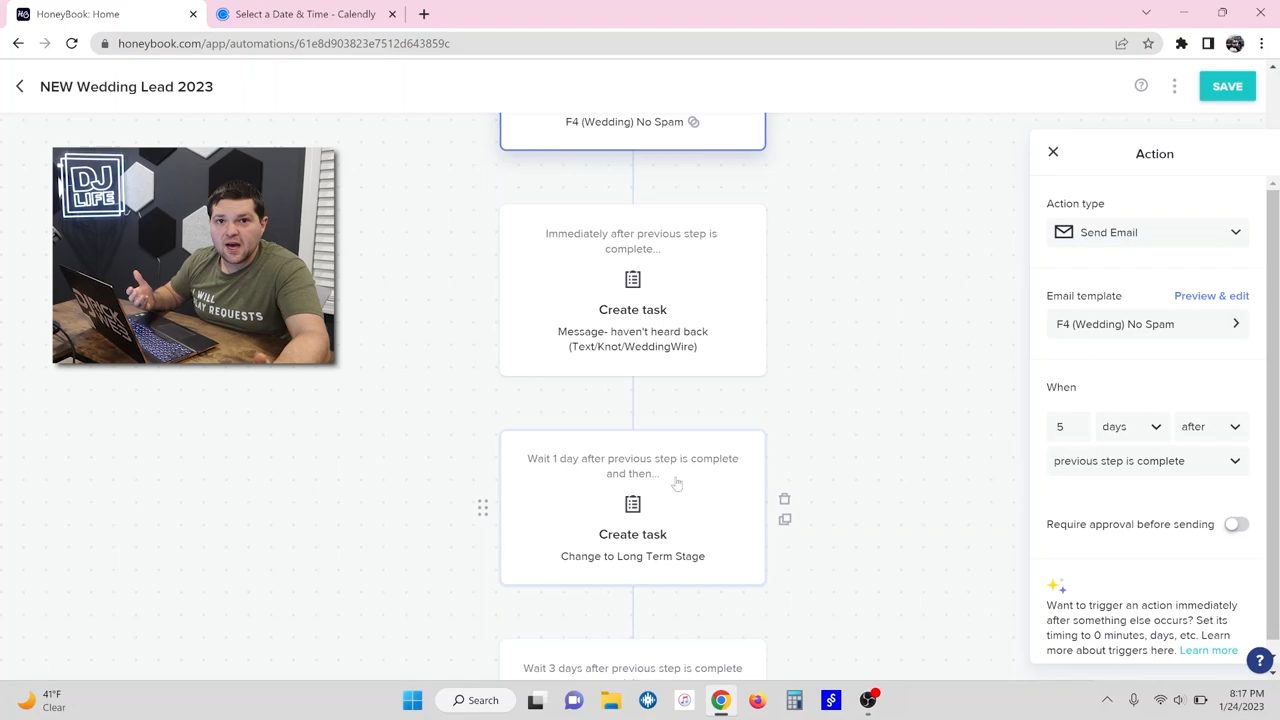 HoneyBook: Home
Select a Date & Time - Calendly
honeybook.com/app/automations/61e8d903823e7512d643859c
NEW Wedding Lead 2023
SAVE
F4 (Wedding) No Spam
DJ
LIFE
I WILL
PLAY REQUESTS
Immediately after previous step is
complete...
Create task
Message- haven't heard back
(Text/Knot/WeddingWire)
Wait 1 day after previous step is complete
and then...
Create task
Change to Long Term Stage
Wait 3 days after previous step is complete
Action
Action type
Send Email
Email template
Preview & edit
F4 (Wedding) No Spam
When
5
days
after
previous step is complete
Require approval before sending
Want to trigger an action immediately
after something else occurs? Set its
timing to 0 minutes, days, etc. Learn
more about triggers here. Learn more
?
41°F
Clear
Search
8:17 PM
1/24/2023